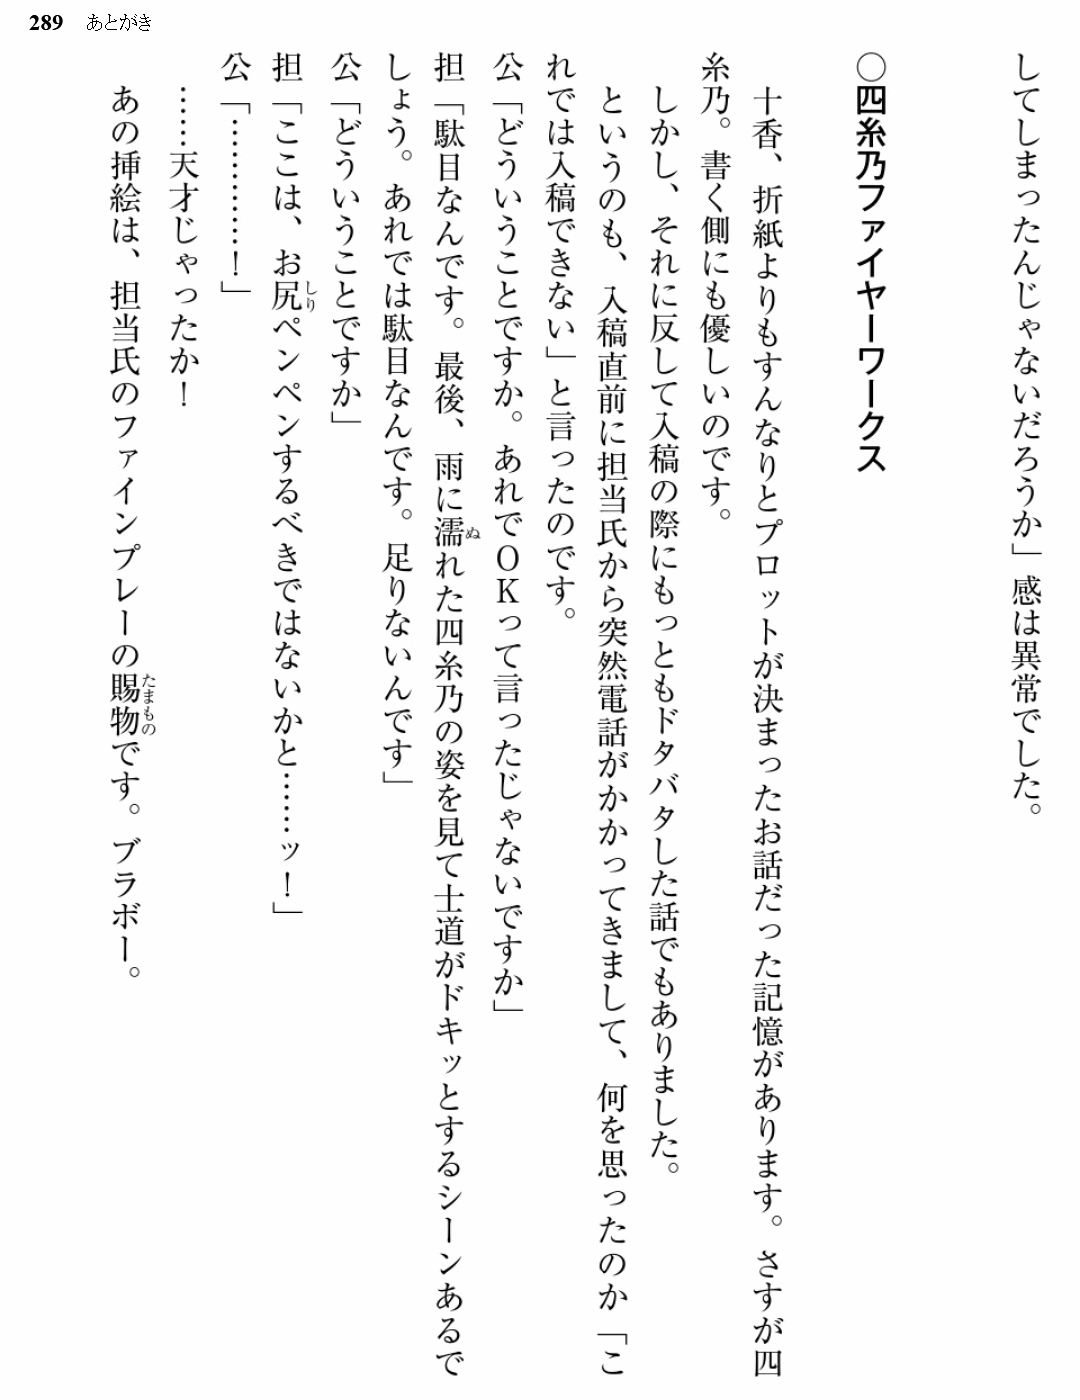 289 あとがき
してしまったんじゃないだろうか」感は異常でした。
○四糸乃ファイヤーワークス
十香、折紙よりもすんなりとプロットが決まったお話だった記憶があります。さすが四
糸乃。書く側にも優しいのです。
しかし、それに反して入稿の際にもっともドタバタした話でもありました。
というのも、入稿直前に担当氏から突然電話がかかってきまして、何を思ったのか「こ
れでは入稿できない」と言ったのです。
公「どういうことですか。あれでOKって言ったじゃないですか」
担「駄目なんです。最後、雨に濡ぬれた四糸乃の姿を見て士道がドキッとするシーンあるで
しょう。あれでは駄目なんです。足りないんです」
公「どういうことですか」
担「ここは、お尻しりペンペンするべきではないかと……ッ！」
公「…………！」
……天才じゃったか！
あの挿絵は、担当氏のファインプレーの賜物たまものです。ブラボー。